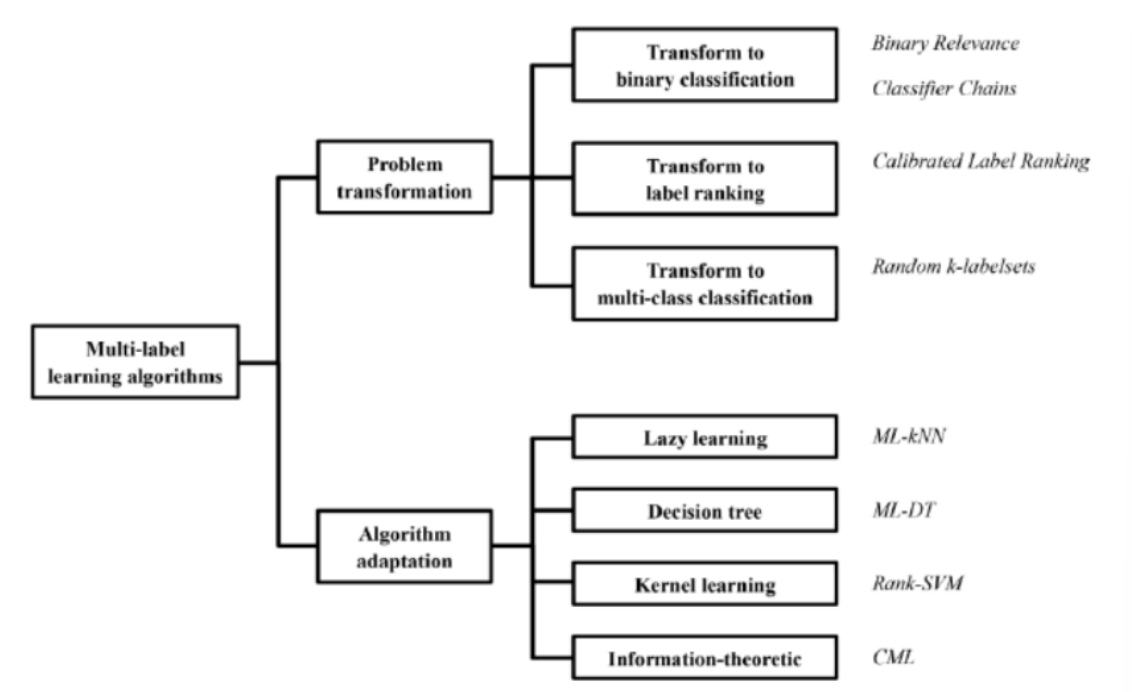 Transform to
binary classification
Binary Relevance
Classifier Chains
Problem
transformation
Transform to
label ranking
Calibrated Label Ranking
Transform to
multi-class classification
Random k-labelsets
Multi-label
learning algorithms
Lazy learning
ML-kNN
Decision tree
ML-DT
Algorithm
adaptation
Kernel learning
Rank-SVM
Information-theoretic
CML